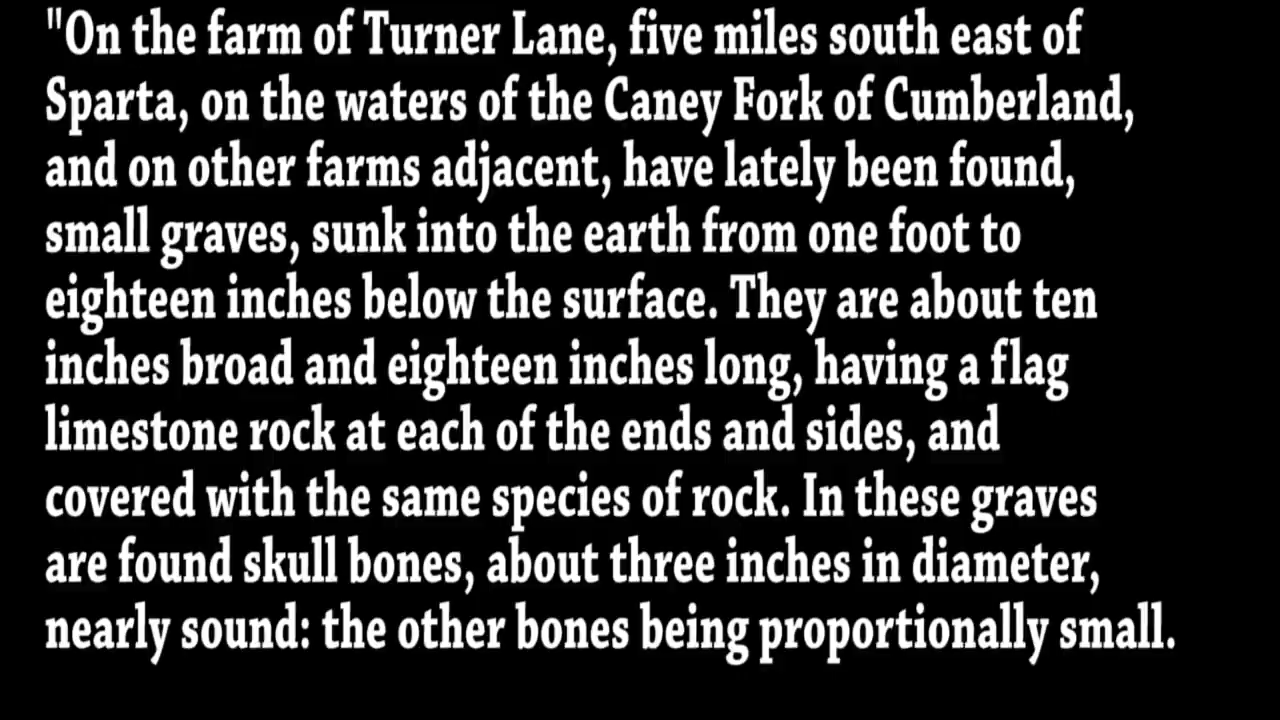 "On the farm of Turner Lane, five miles south east of
Sparta, on the waters of the Caney Fork of Cumberland,
and on other farms adjacent, have lately been found,
small graves, sunk into the earth from one foot to
eighteen inches below the surface. They are about ten
inches broad and eighteen inches long, having a flag
limestone rock at each of the ends and sides, and
covered with the same species of rock. In these graves
are found skull bones, about three inches in diameter,
nearly sound: the other bones being proportionally small.